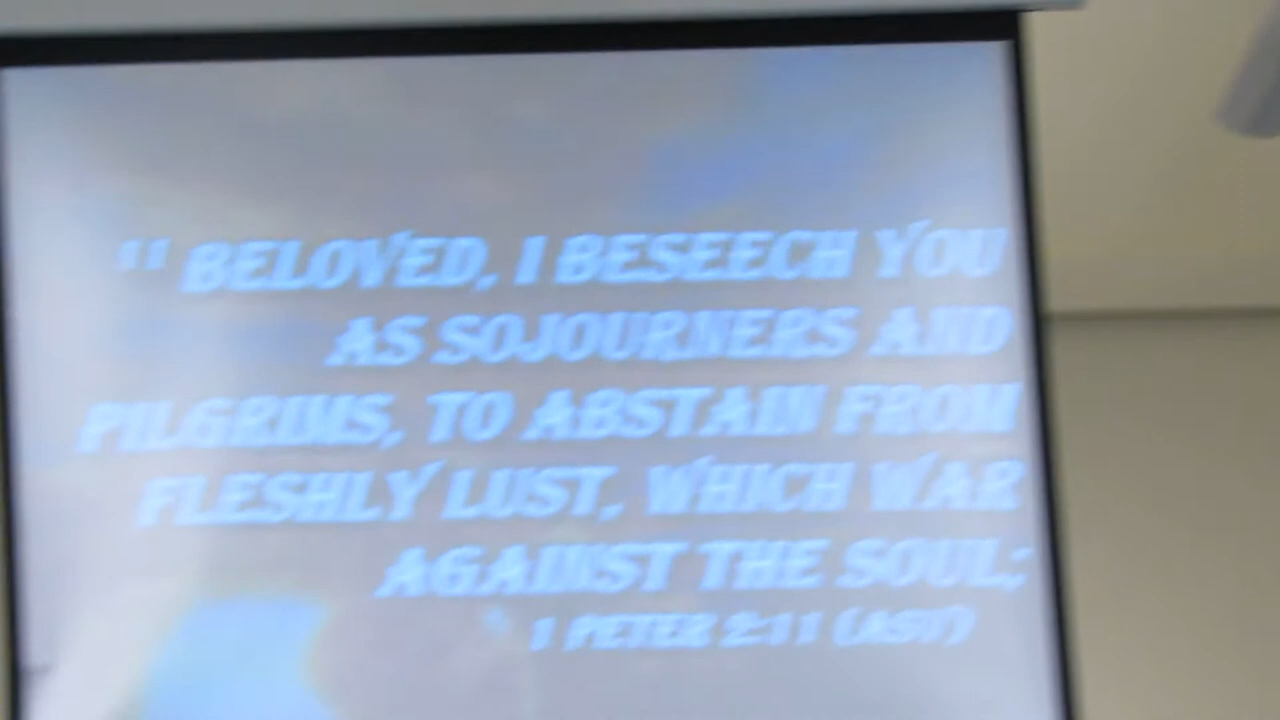 " BELOVED, I BESEECH YOU
AS SOJOURNERS AND
PILGRIMS, TO ABSTAIN FROM
FLESHLY LUST, WHICH WAR
AGAINST THE SOUL:
1 PETER 2:11 (ASV)